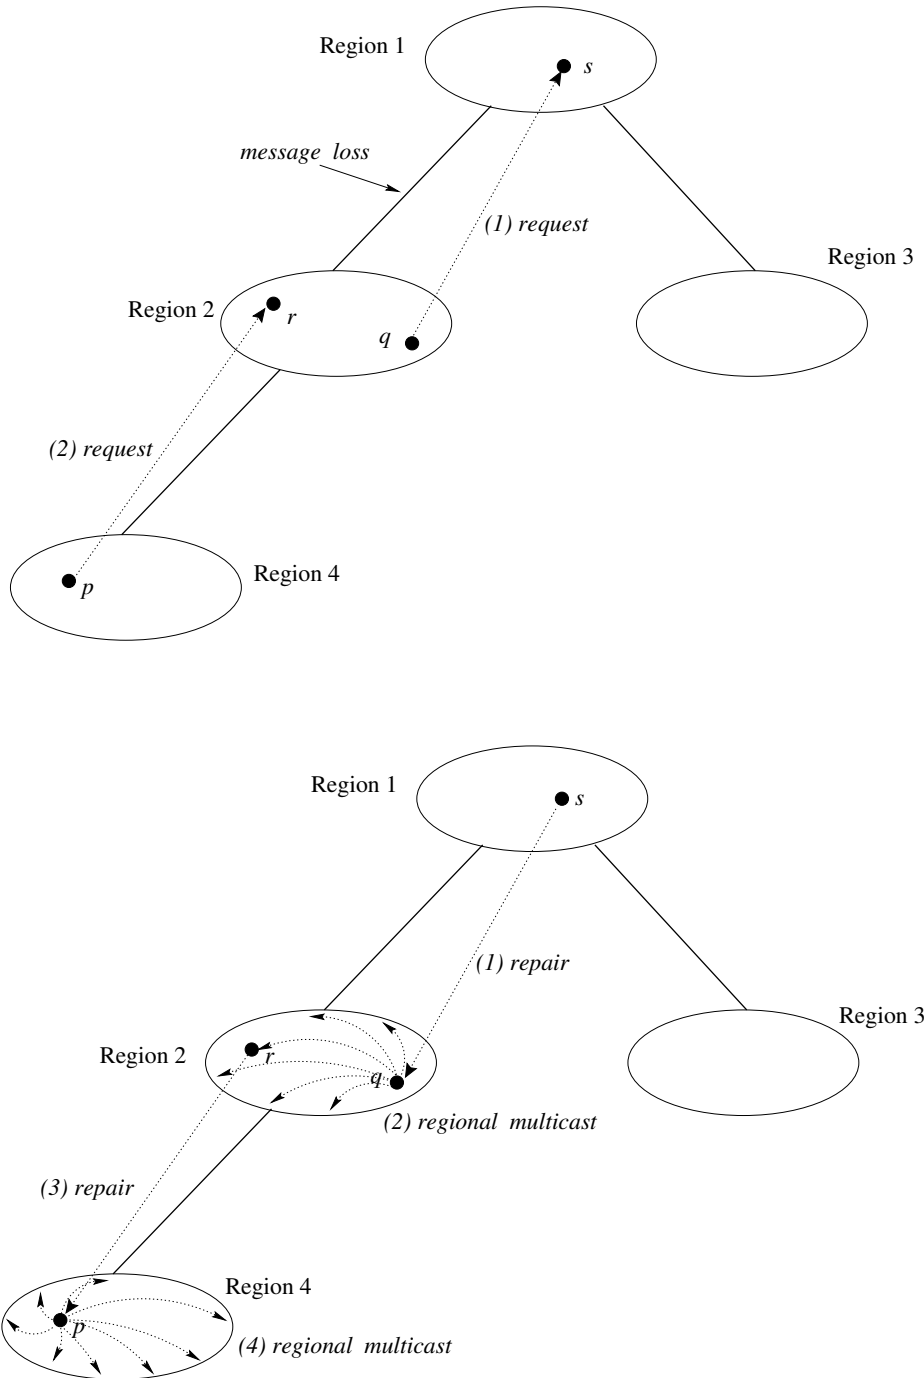 Region 1
s
message loss
(1) request
Region 3
Region 2
r
q
(2) request
Region 4
p
Region 1
s
(1) repair
Region 3
Region 2
r
q
(2) regional multicast
(3) repair
Region 4
p
(4) regional multicast